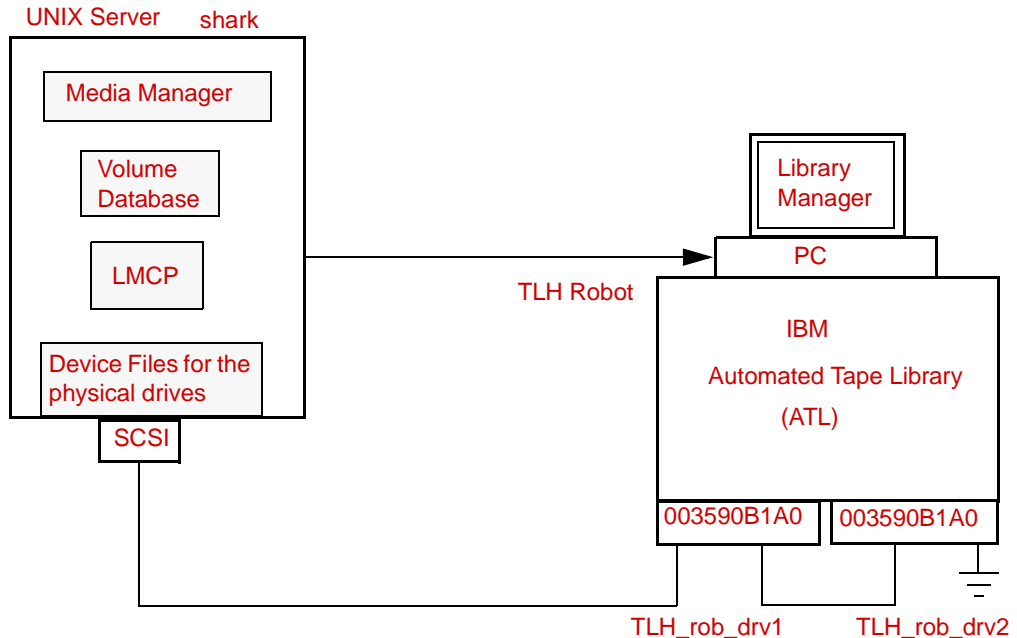 UNIX Server shark
Media Manager
Volume
Database
LMCP
Device Files for the
physical drives
SCSI
Library
Manager
PC
TLH Robot
IBM
Automated Tape Library
(ATL)
003590B1A0
003590B1A0
TLH_rob_drv1
TLH_rob_drv2